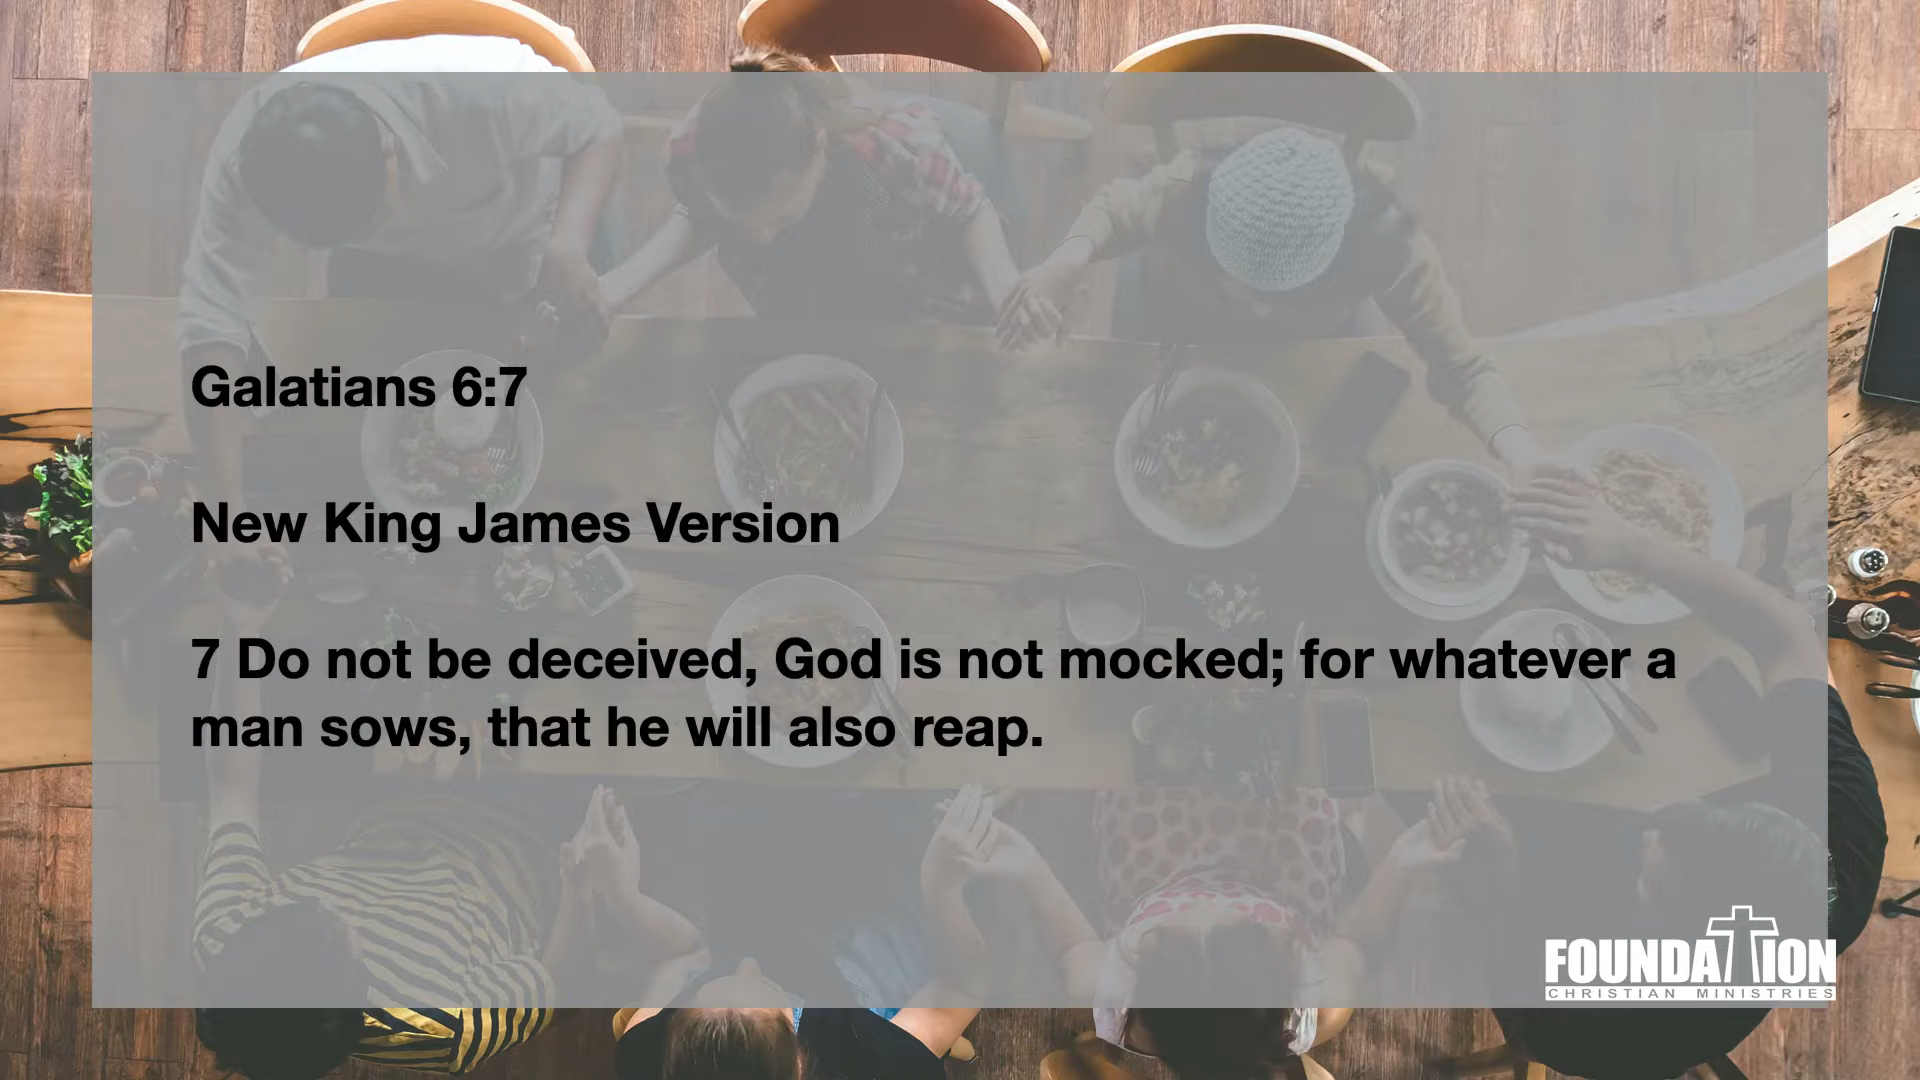 Galatians 6:7
New King James Version
7 Do not be deceived, God is not mocked; for whatever a
man sows, that he will also reap.
FOUNDATION
CHRISTIAN MINISTRIES